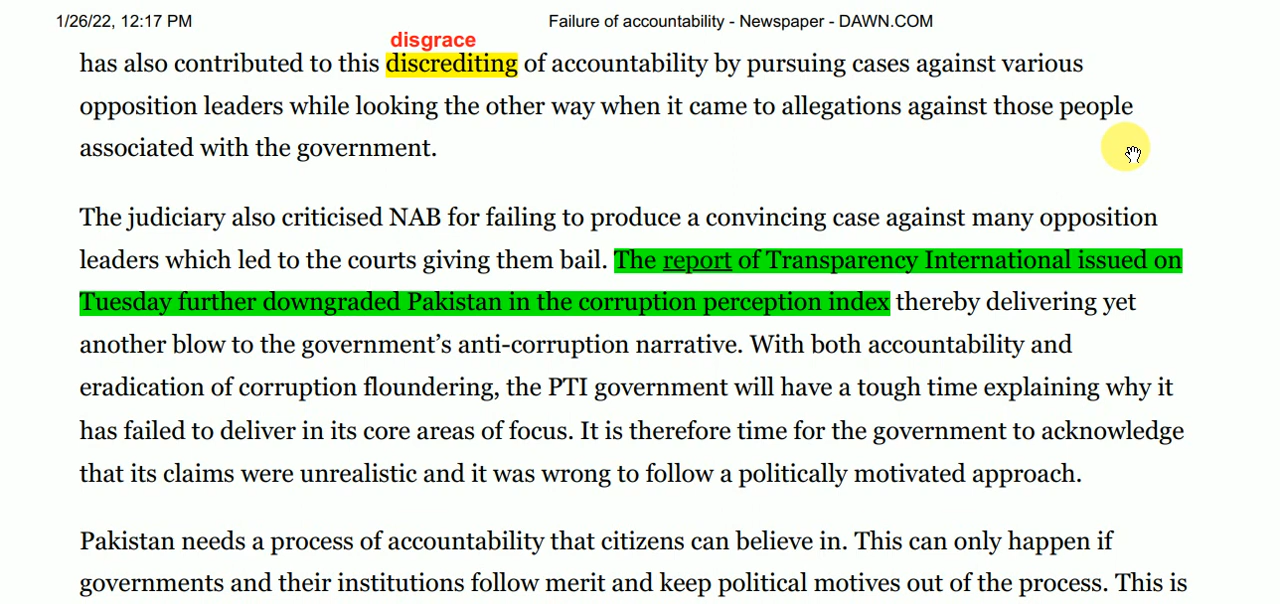 1/26/22, 12:17 PM Failure of accountability - Newspaper - DAWN.COM
disgrace
has also contributed to this discrediting of accountability by pursuing cases against various
opposition leaders while looking the other way when it came to allegations against those people
associated with the government.
The judiciary also criticised NAB for failing to produce a convincing case against many opposition
leaders which led to the courts giving them bail. The report of Transparency International issued on
Tuesday further downgraded Pakistan in the corruption perception index thereby delivering yet
another blow to the government’s anti-corruption narrative. With both accountability and
eradication of corruption floundering, the PTI government will have a tough time explaining why it
has failed to deliver in its core areas of focus. It is therefore time for the government to acknowledge
that its claims were unrealistic and it was wrong to follow a politically motivated approach.
Pakistan needs a process of accountability that citizens can believe in. This can only happen if
governments and their institutions follow merit and keep political motives out of the process. This is